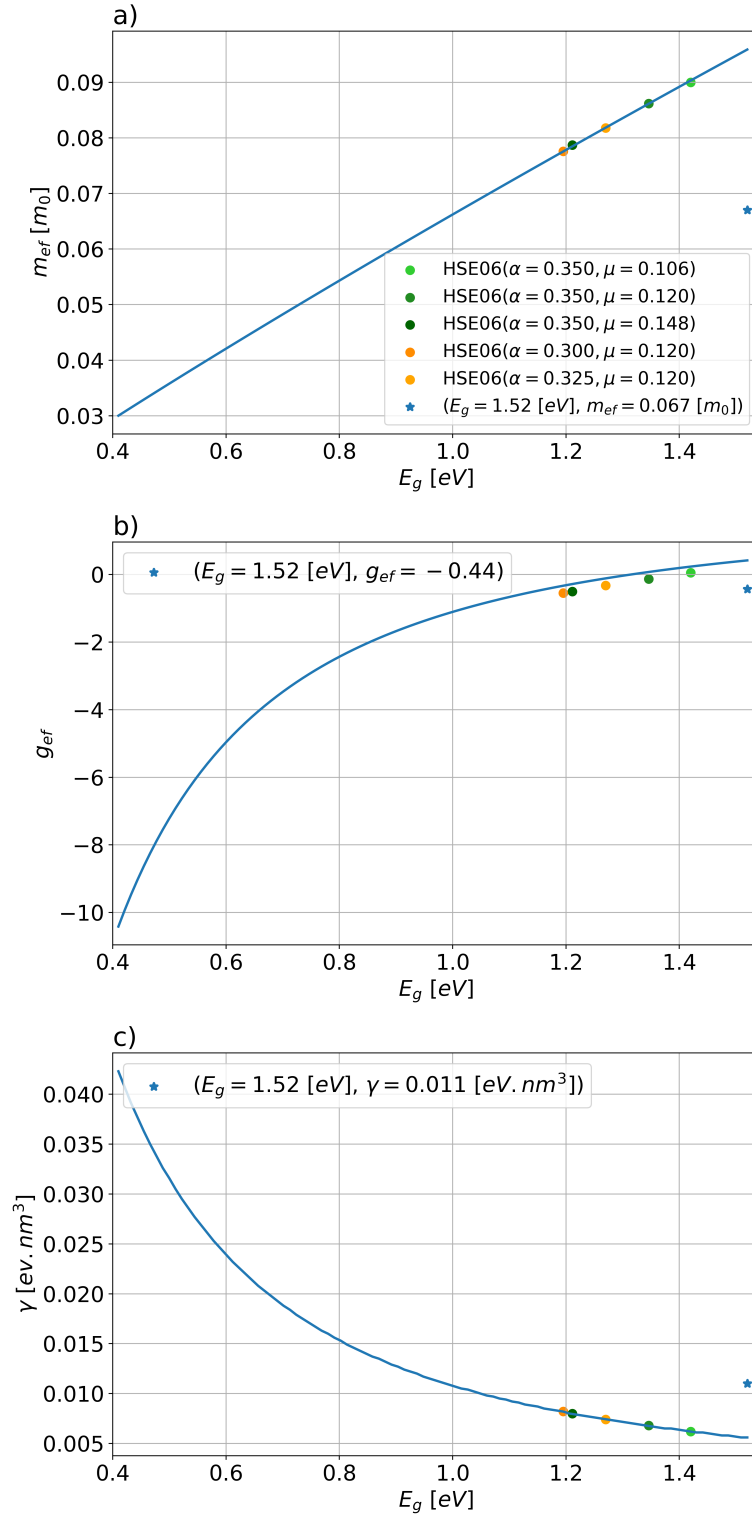 a)
0.09
0.08
0.07
0.06
0.05
0.04
0.03
m_ef [m_0]
HSE06(α = 0.350, μ = 0.106)
HSE06(α = 0.350, μ = 0.120)
HSE06(α = 0.350, μ = 0.148)
HSE06(α = 0.300, μ = 0.120)
HSE06(α = 0.325, μ = 0.120)
(E_g = 1.52 [eV], m_ef = 0.067 [m_0])
0.4 0.6 0.8 1.0 1.2 1.4
E_g [eV]
b)
(E_g = 1.52 [eV], g_ef = −0.44)
0
−2
−4
−6
−8
−10
g_ef
0.4 0.6 0.8 1.0 1.2 1.4
E_g [eV]
c)
(E_g = 1.52 [eV], γ = 0.011 [eV.nm³])
0.040
0.035
0.030
0.025
0.020
0.015
0.010
0.005
γ [ev.nm³]
0.4 0.6 0.8 1.0 1.2 1.4
E_g [eV]